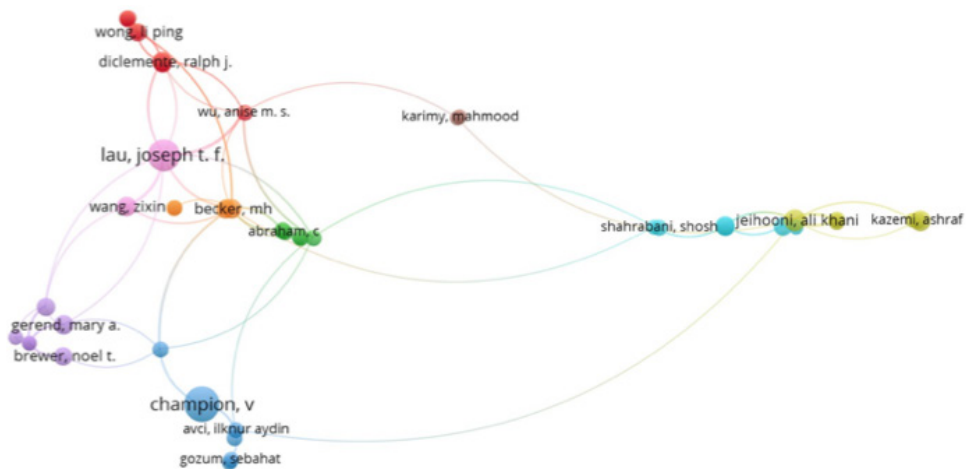 wong, li ping
diclemente, ralph j.
wu, anise m. s.
karimy, mahmood
lau, joseph t. f.
wang, zixin
becker, mh
abraham, c
shahrabani, shosh
jeihooni, ali khani
kazemi, ashraf
gerend, mary a.
brewer, noel t.
champion, v
avci, ilknur aydin
gozum, sebahat